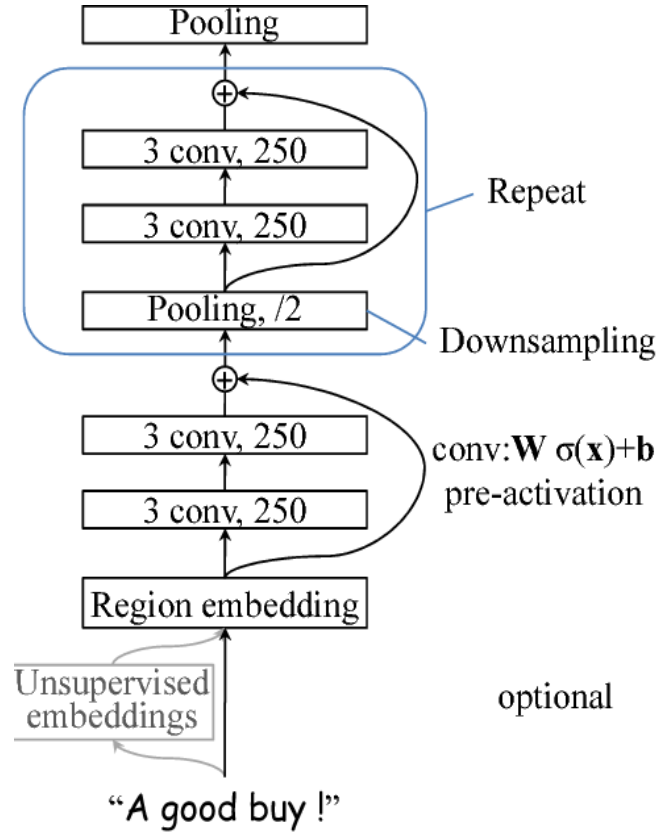 Pooling
3 conv, 250
3 conv, 250
Repeat
Pooling, /2
Downsampling
3 conv, 250
conv:W σ(x)+b
pre-activation
3 conv, 250
Region embedding
Unsupervised
embeddings
optional
“A good buy !”